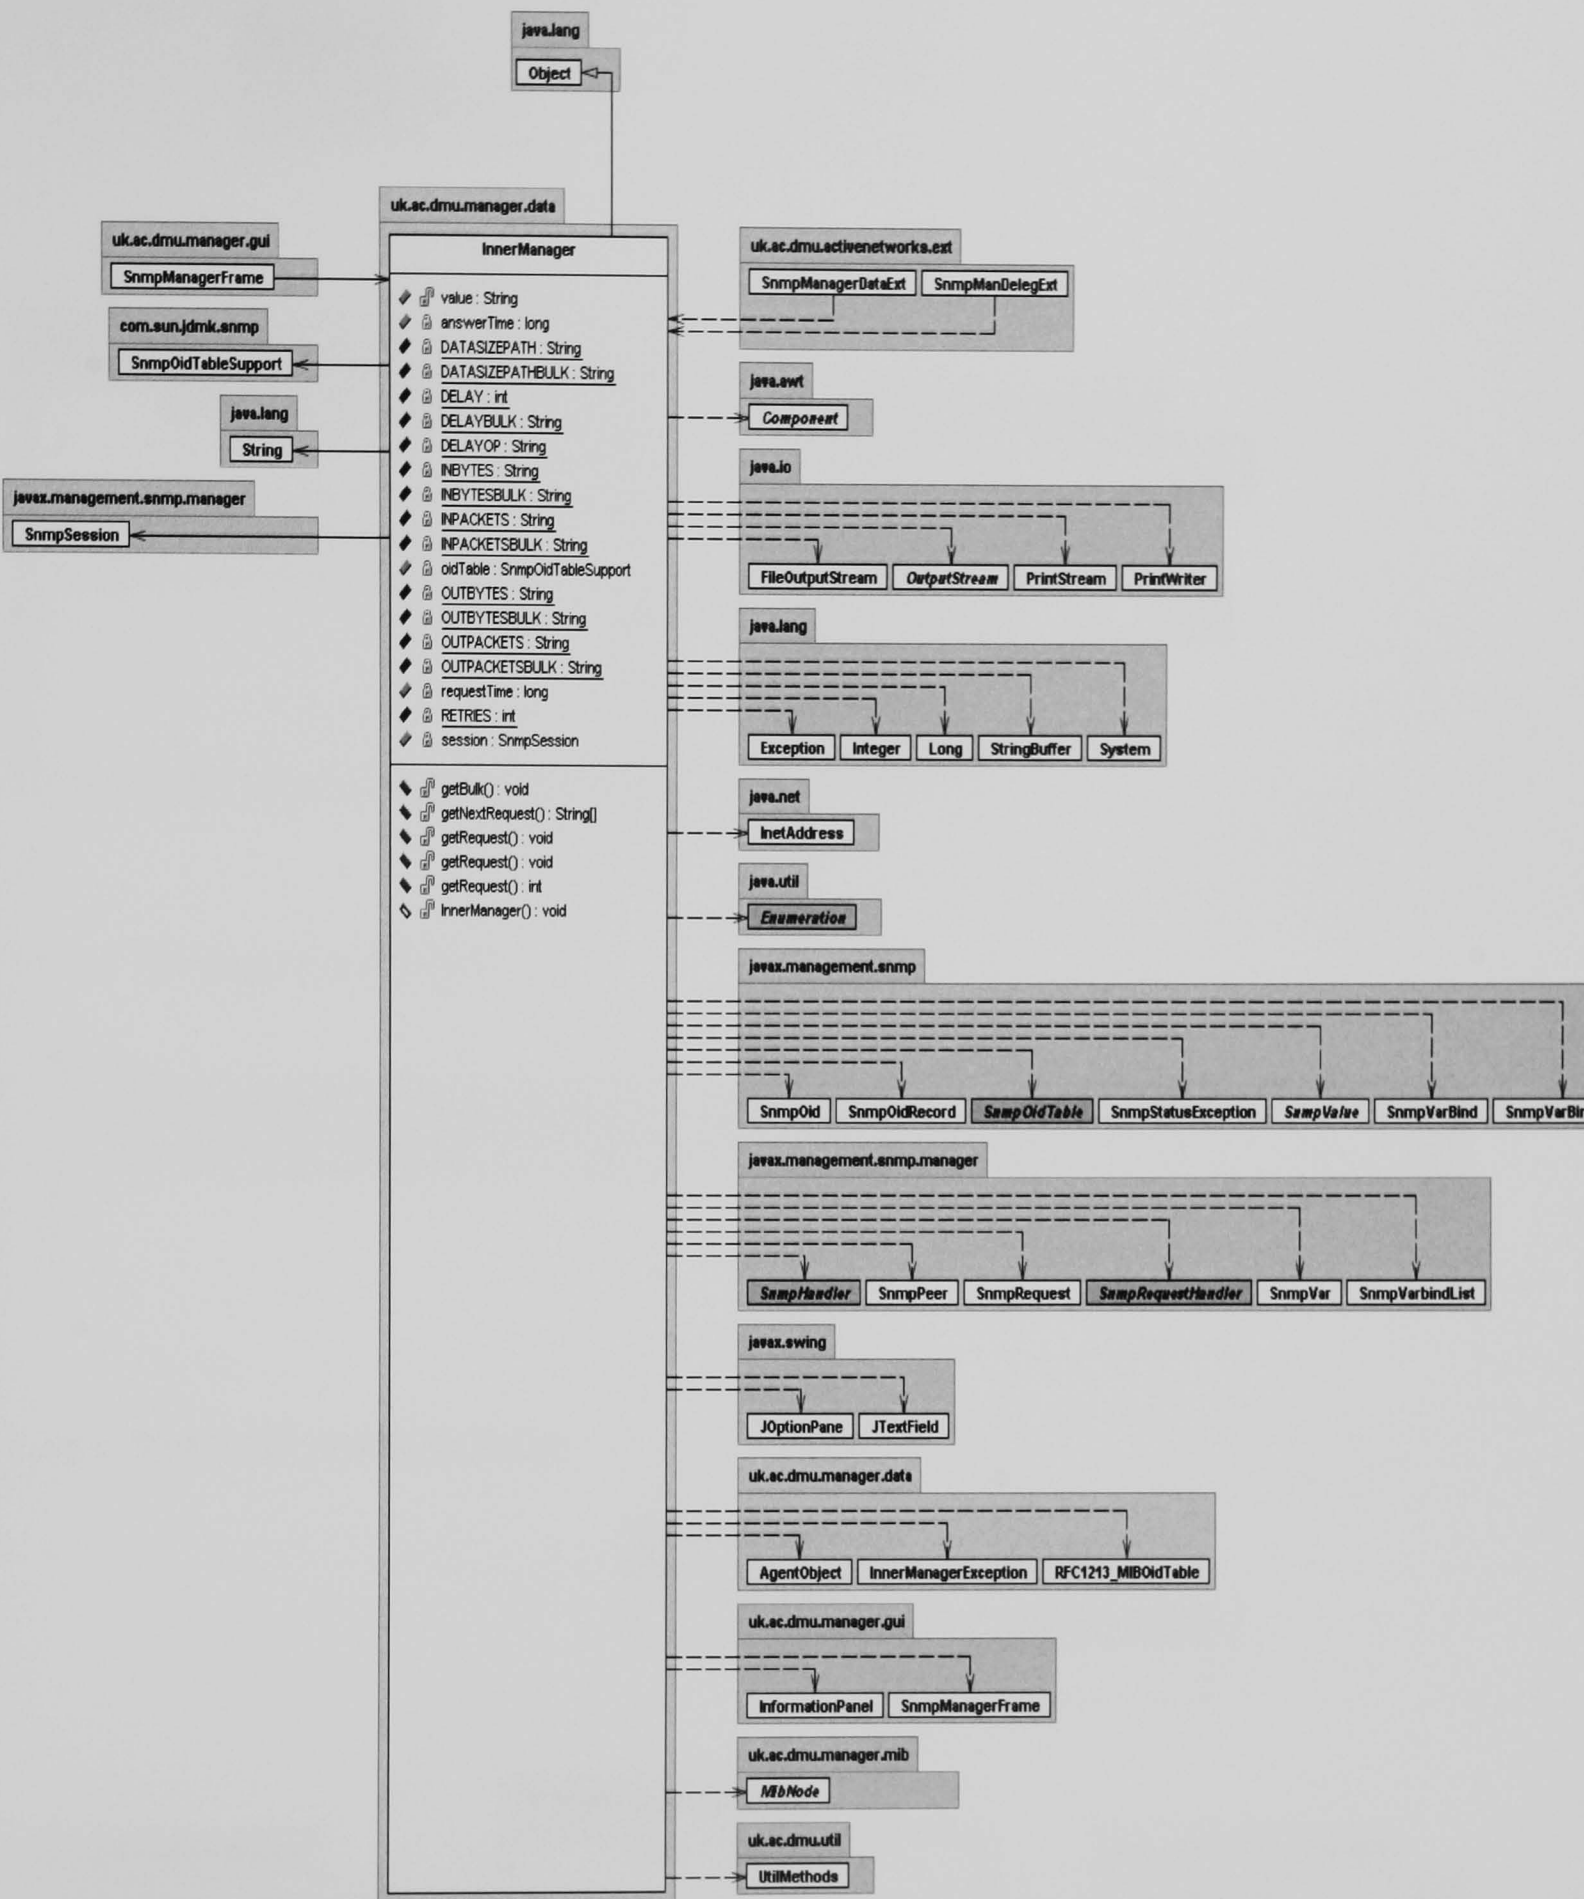 java.lang
Object
uk.ac.dmu.manager.data
InnerManager
value : String
answerTime : long
DATASIZEPATH : String
DATASIZEPATHBULK : String
DELAY : int
DELAYBULK : String
DELAYOP : String
INBYTES : String
INBYTESBULK : String
INPACKETS : String
INPACKETSBULK : String
oidTable : SnmpOidTableSupport
OUTBYTES : String
OUTBYTESBULK : String
OUTPACKETS : String
OUTPACKETSBULK : String
requestTime : long
RETRIES : int
session : SnmpSession
getBulk() : void
getNextRequest() : String[]
getRequest() : void
getRequest() : void
getRequest() : int
InnerManager() : void
uk.ac.dmu.manager.gui
SnmpManagerFrame
com.sun.jdmk.snmp
SnmpOidTableSupport
java.lang
String
javax.management.snmp.manager
SnmpSession
uk.ac.dmu.activenetworks.ext
SnmpManagerDataExt SnmpManDelegExt
java.awt
Component
java.io
FileOutputStream OutputStream PrintStream PrintWriter
java.lang
Exception Integer Long StringBuffer System
java.net
InetAddress
java.util
Enumeration
javax.management.snmp
SnmpOid SnmpOidRecord SnmpOidTable SnmpStatusException SnmpValue SnmpVarBind
javax.management.snmp.manager
SnmpHandler SnmpPeer SnmpRequest SnmpRequestHandler SnmpVar SnmpVarbindList
javax.swing
JOptionPane JTextField
uk.ac.dmu.manager.data
AgentObject InnerManagerException RFC1213_MIBOidTable
uk.ac.dmu.manager.gui
InformationPanel SnmpManagerFrame
uk.ac.dmu.manager.mib
MibNode
uk.ac.dmu.util
UtilMethods